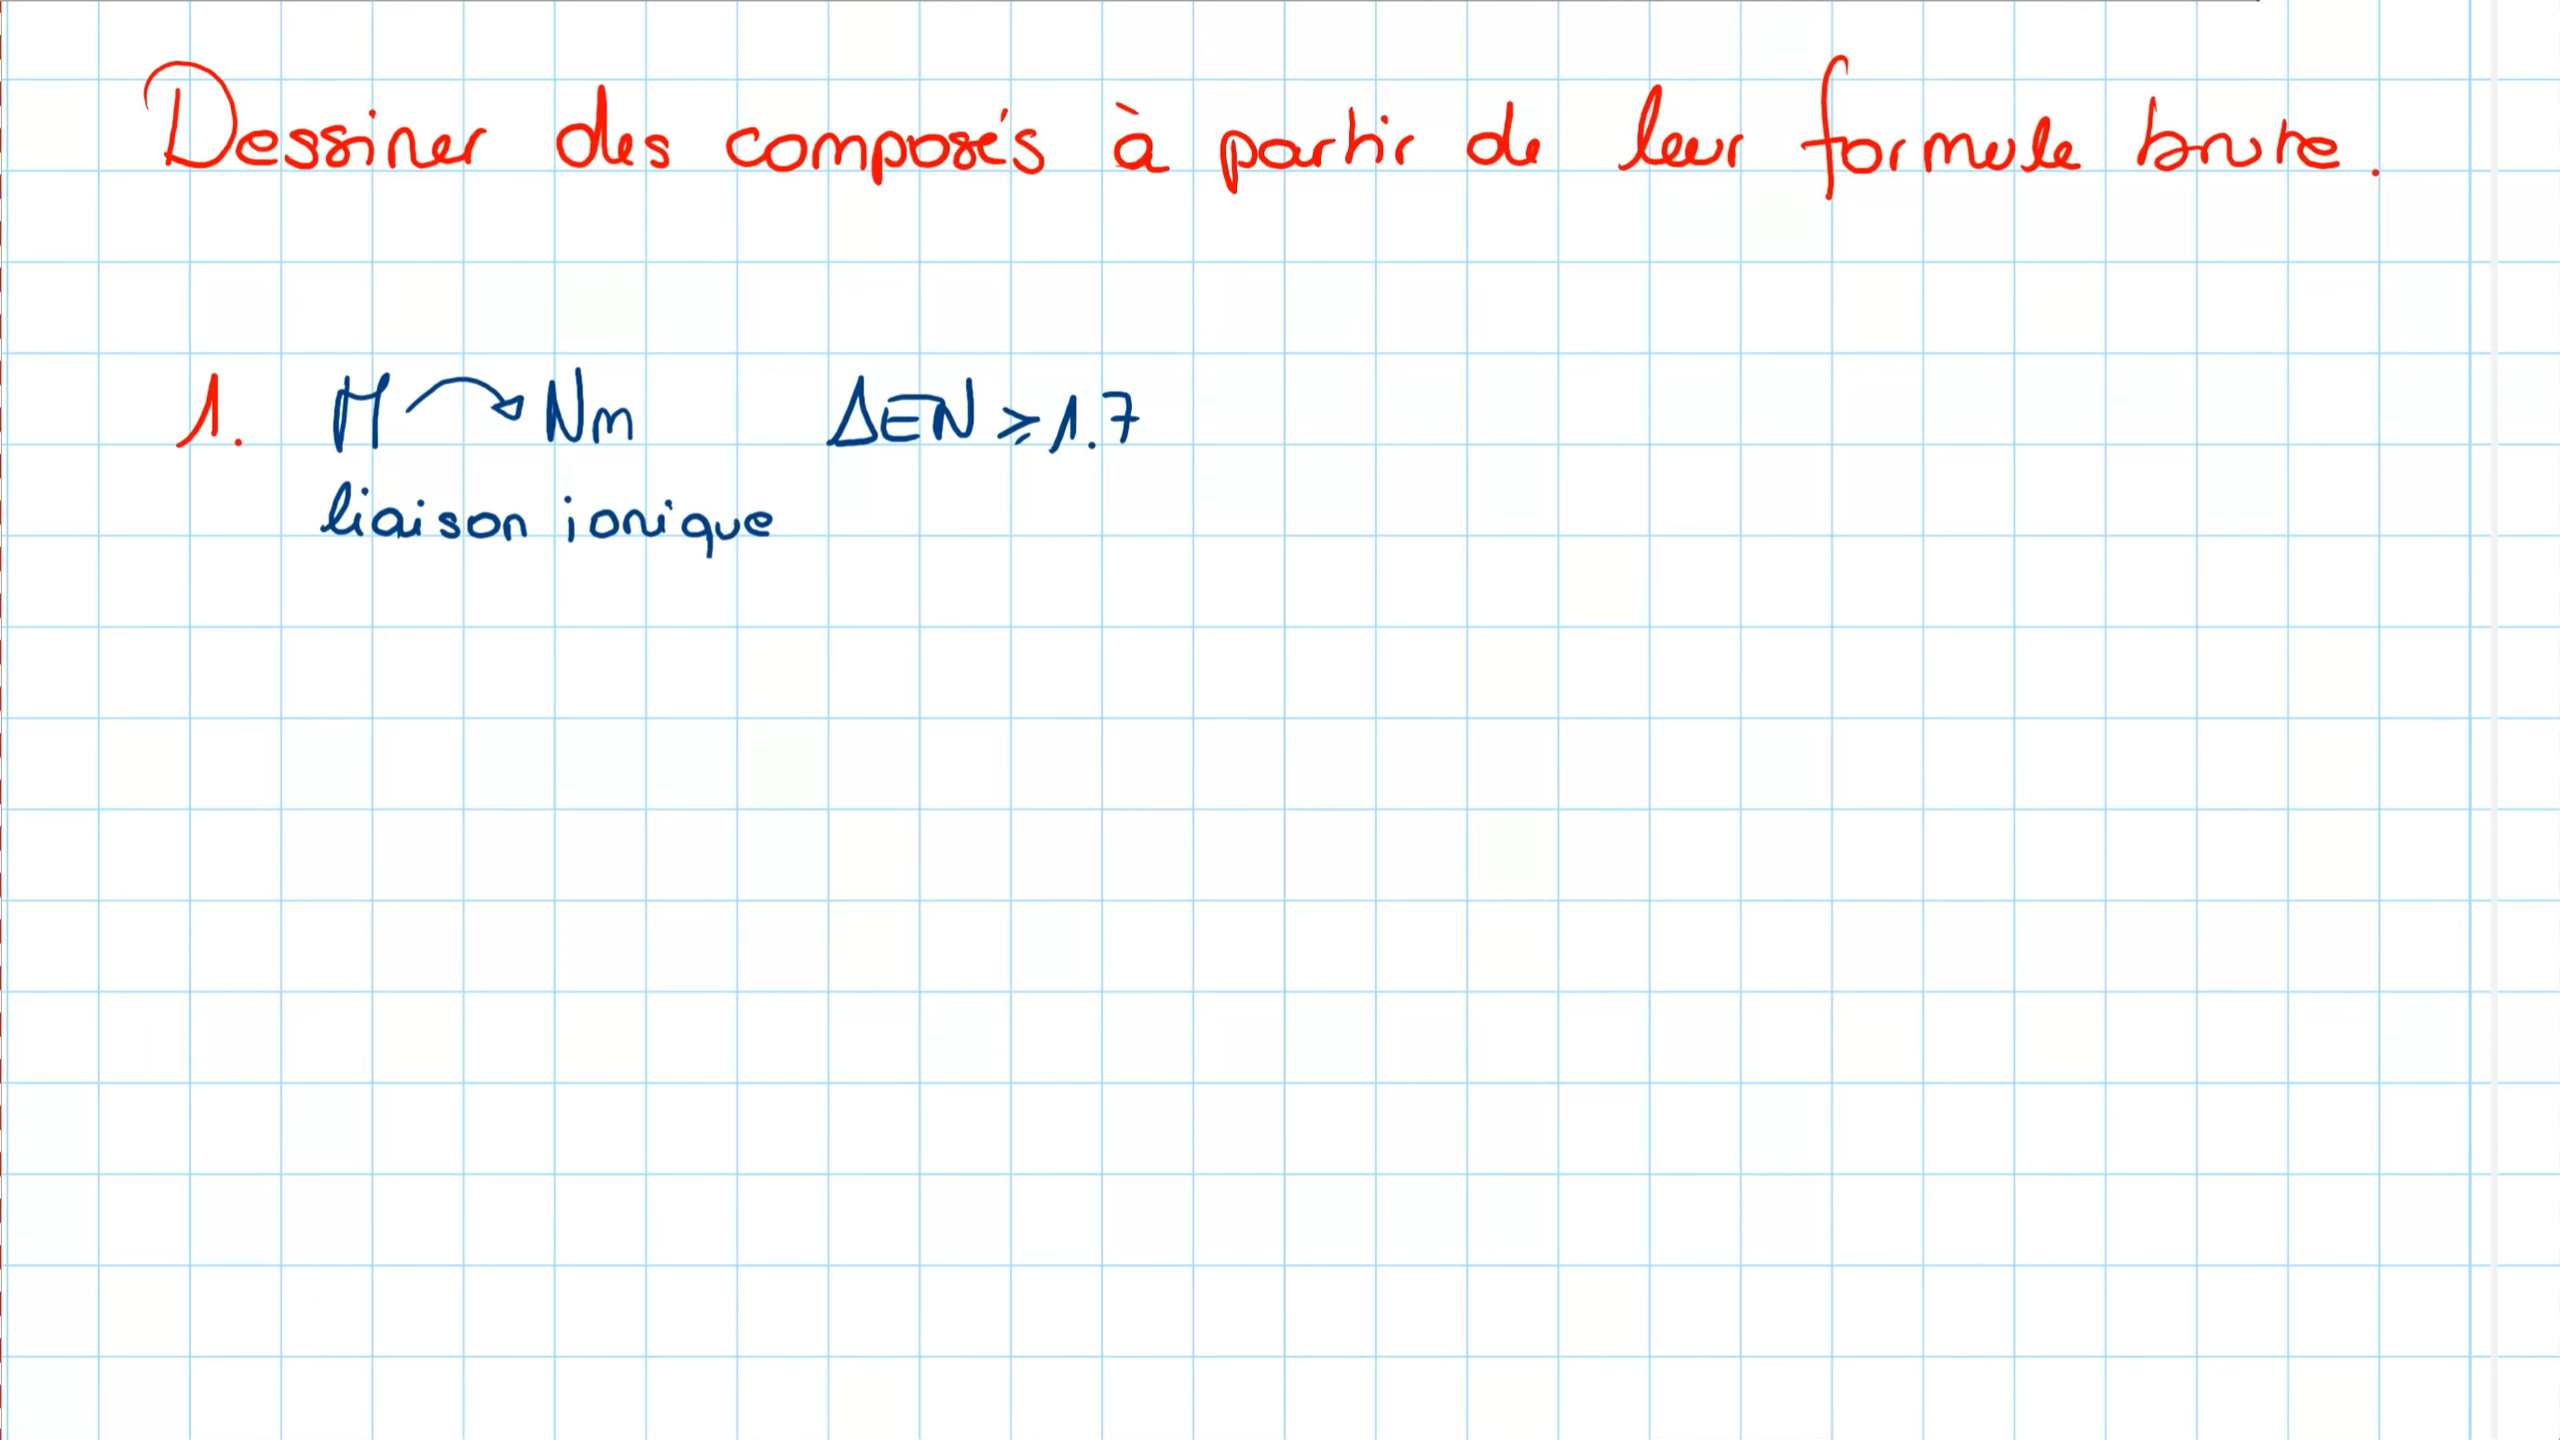 Dessiner des composés à partir de leur formule brute.
1. M → Nm ΔEN ⩾ 1.7
liaison ionique